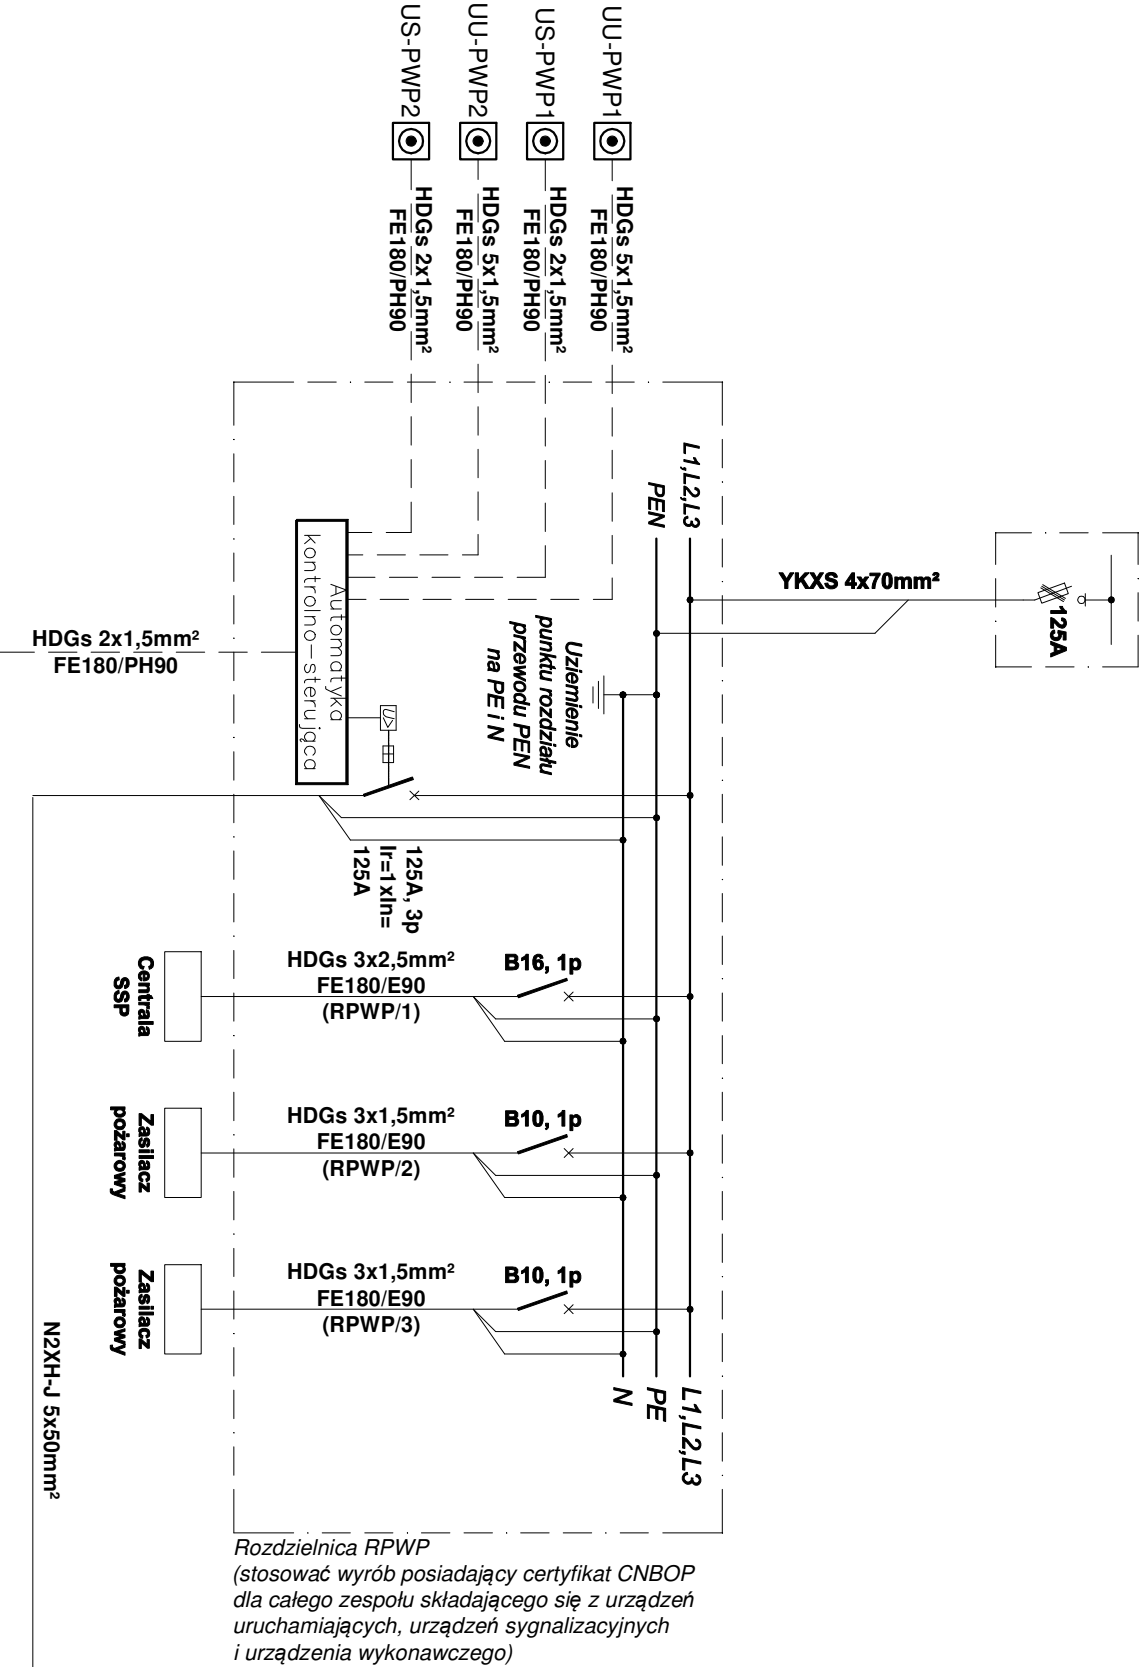 US-PWP2
UU-PWP2
US-PWP1
UU-PWP1
HDGs 2x1,5mm²
FE180/PH90
HDGs 5x1,5mm²
FE180/PH90
HDGs 2x1,5mm²
FE180/PH90
HDGs 5x1,5mm²
FE180/PH90
L1,L2,L3
PEN
YKXS 4x70mm²
125A
Automatyka
kontrolno-sterująca
HDGs 2x1,5mm²
FE180/PH90
Uziemienie
punktu rozdziału
przewodu PEN
na PE i N
U>
125A, 3p
Ir=1xIn=
125A
HDGs 3x2,5mm²
FE180/E90
(RPWP/1)
B16, 1p
Centrala
SSP
HDGs 3x1,5mm²
FE180/E90
(RPWP/2)
B10, 1p
Zasilacz
pożarowy
HDGs 3x1,5mm²
FE180/E90
(RPWP/3)
B10, 1p
Zasilacz
pożarowy
L1,L2,L3
PE
N
N2XH-J 5x50mm²
Rozdzielnica RPWP
(stosować wyrób posiadający certyfikat CNBOP
dla całego zespołu składającego się z urządzeń
uruchamiających, urządzeń sygnalizacyjnych
i urządzenia wykonawczego)